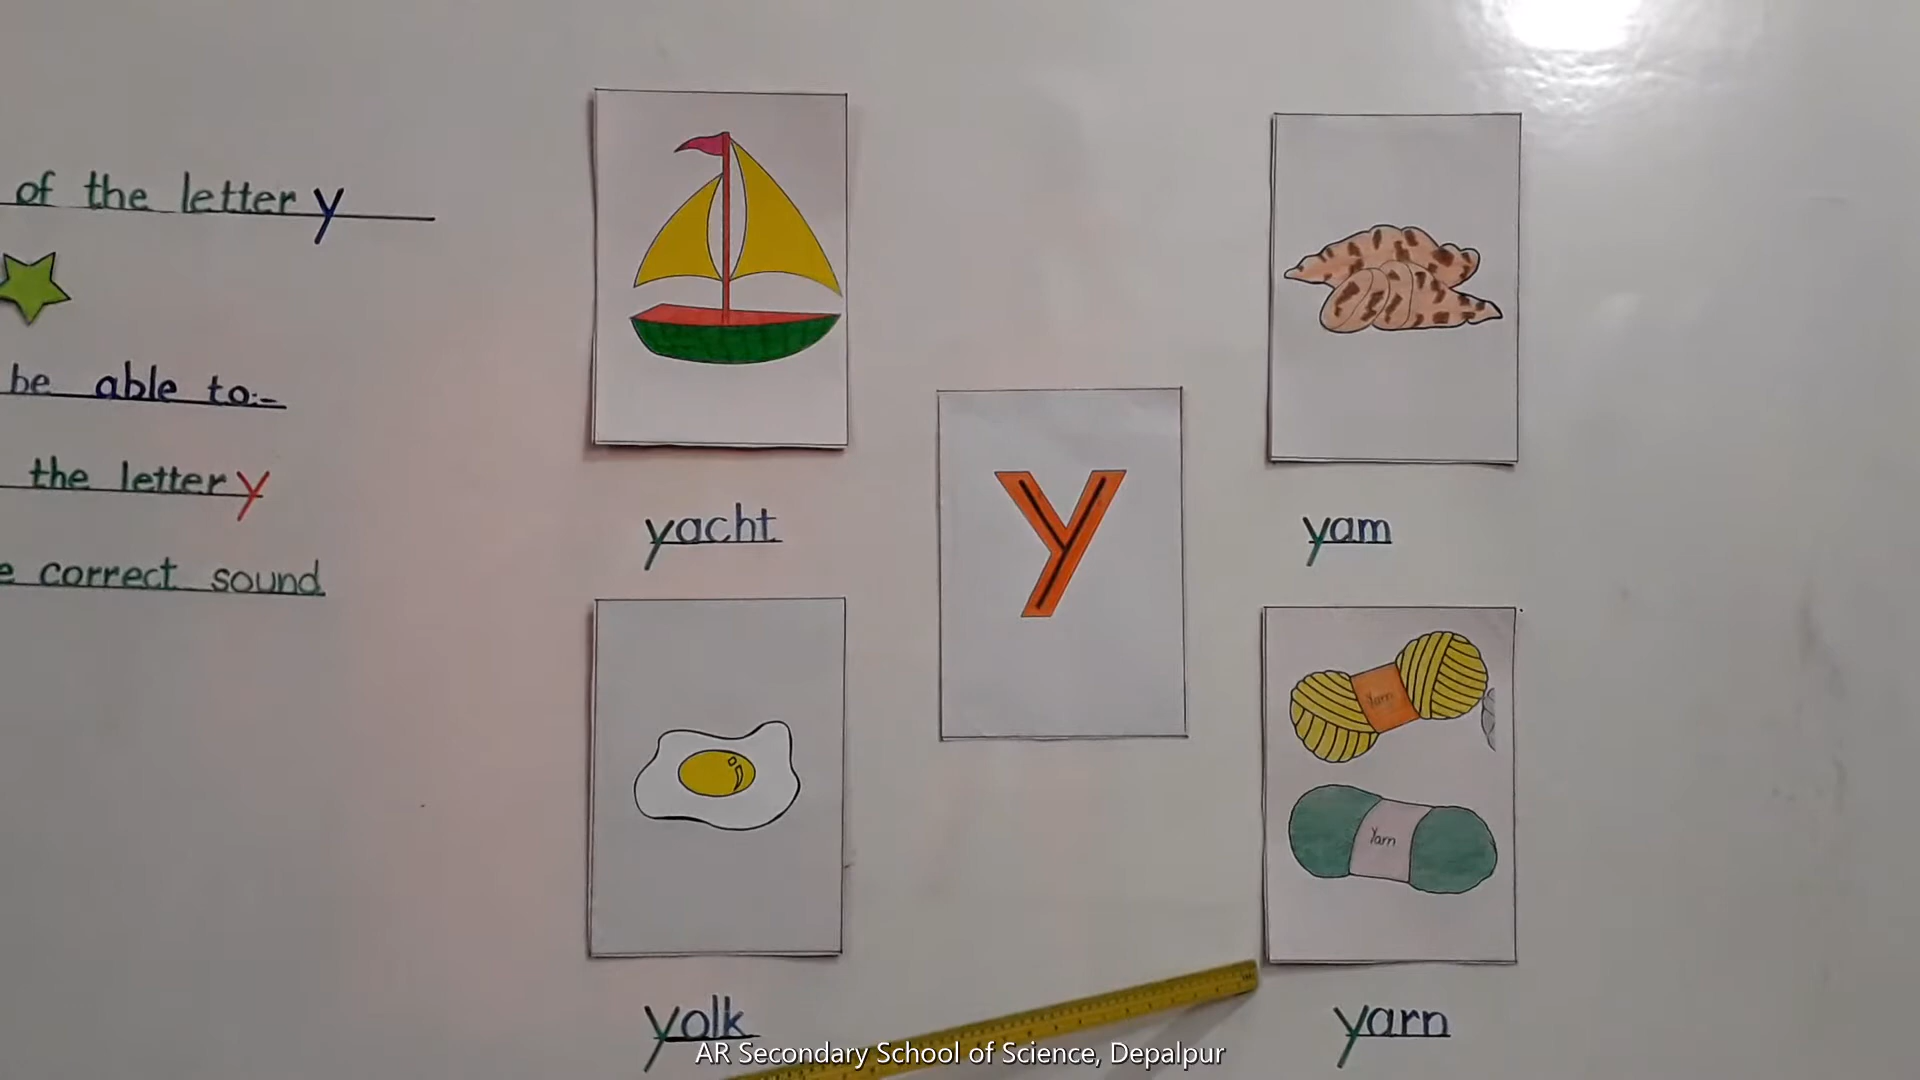 of the letter y
be able to:-
the letter y
e correct sound
yacht
y
yam
Yarn
Yarn
yolk
yarn
AR Secondary School of Science, Depalpur